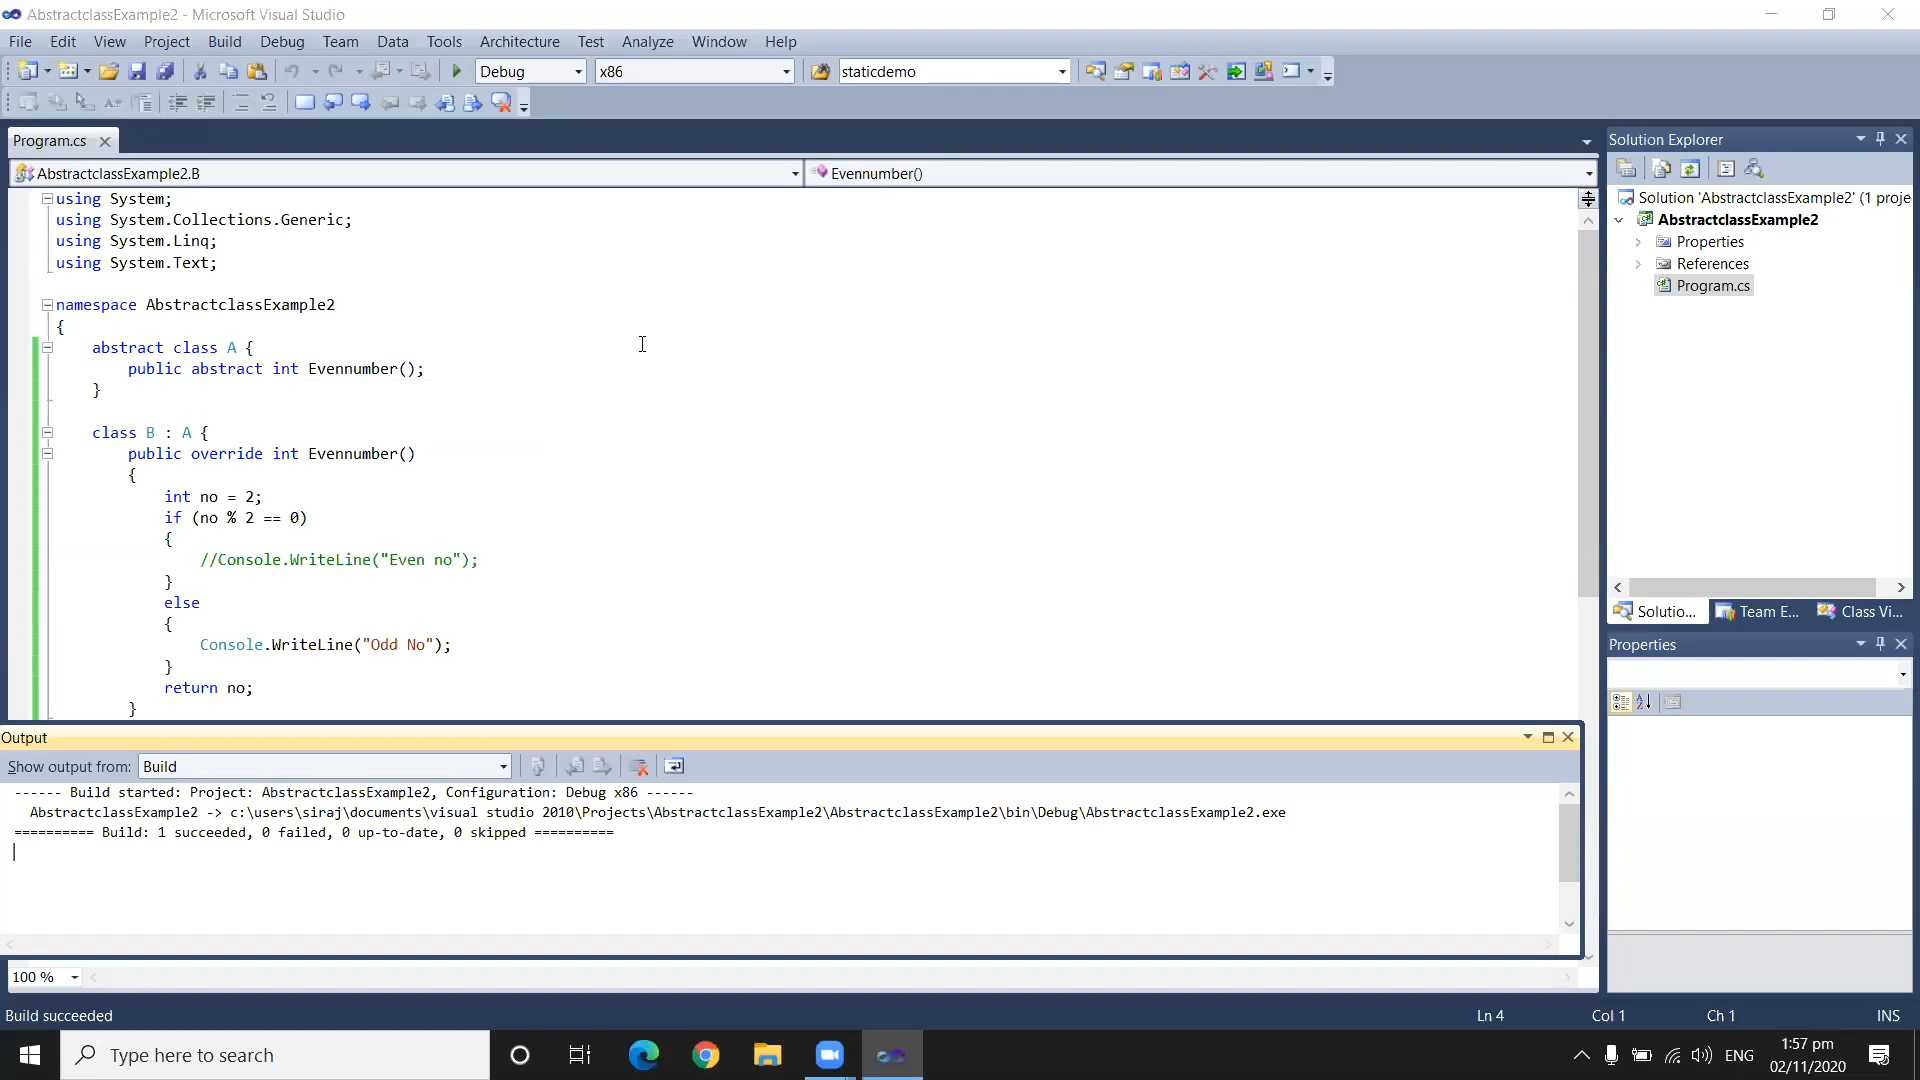 AbstractclassExample2 - Microsoft Visual Studio
File Edit View Project Build Debug Team Data Tools Architecture Test Analyze Window Help
Debug x86 staticdemo
Program.cs
AbstractclassExample2.B Evennumber()
using System;
using System.Collections.Generic;
using System.Linq;
using System.Text;
namespace AbstractclassExample2
{
abstract class A {
public abstract int Evennumber();
}
class B : A {
public override int Evennumber()
{
int no = 2;
if (no % 2 == 0)
{
//Console.WriteLine("Even no");
}
else
{
Console.WriteLine("Odd No");
}
return no;
}
Solution Explorer
Solution 'AbstractclassExample2' (1 proje
AbstractclassExample2
Properties
References
Program.cs
Solutio... Team E... Class Vi...
Properties
Output
Show output from: Build
------ Build started: Project: AbstractclassExample2, Configuration: Debug x86 ------
AbstractclassExample2 -> c:\users\siraj\documents\visual studio 2010\Projects\AbstractclassExample2\AbstractclassExample2\bin\Debug\AbstractclassExample2.exe
========== Build: 1 succeeded, 0 failed, 0 up-to-date, 0 skipped ==========
100 %
Build succeeded Ln 4 Col 1 Ch 1 INS
Type here to search
ENG
1:57 pm
02/11/2020